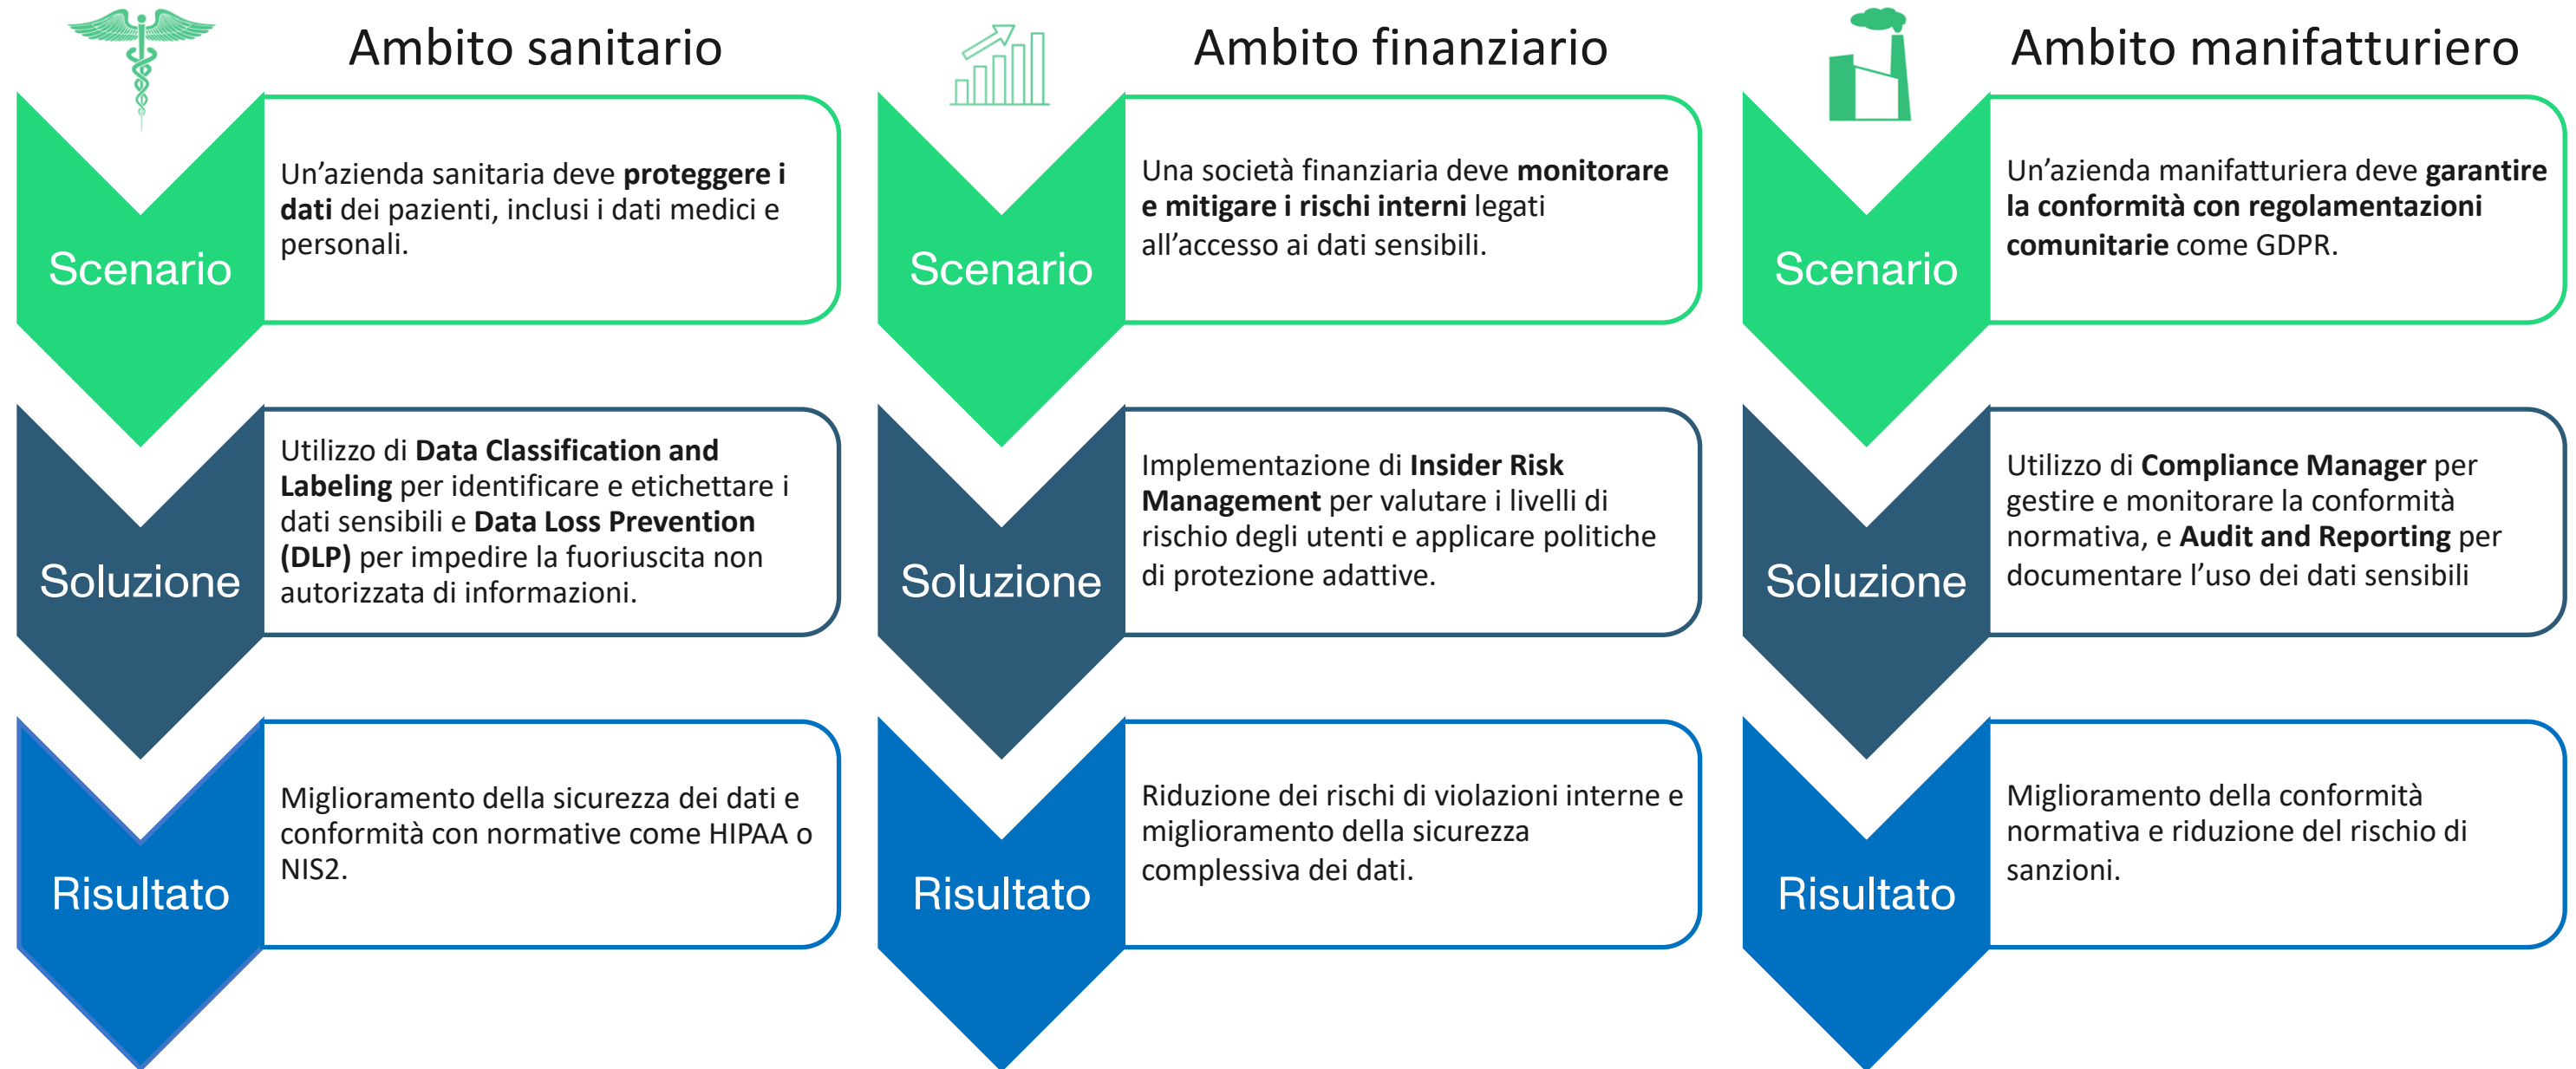 Ambito sanitario
Scenario
Un’azienda sanitaria deve proteggere i
dati dei pazienti, inclusi i dati medici e
personali.
Soluzione
Utilizzo di Data Classification and
Labeling per identificare e etichettare i
dati sensibili e Data Loss Prevention
(DLP) per impedire la fuoriuscita non
autorizzata di informazioni.
Risultato
Miglioramento della sicurezza dei dati e
conformità con normative come HIPAA o
NIS2.
Ambito finanziario
Scenario
Una società finanziaria deve monitorare
e mitigare i rischi interni legati
all’accesso ai dati sensibili.
Soluzione
Implementazione di Insider Risk
Management per valutare i livelli di
rischio degli utenti e applicare politiche
di protezione adattive.
Risultato
Riduzione dei rischi di violazioni interne e
miglioramento della sicurezza
complessiva dei dati.
Ambito manifatturiero
Scenario
Un’azienda manifatturiera deve garantire
la conformità con regolamentazioni
comunitarie come GDPR.
Soluzione
Utilizzo di Compliance Manager per
gestire e monitorare la conformità
normativa, e Audit and Reporting per
documentare l’uso dei dati sensibili
Risultato
Miglioramento della conformità
normativa e riduzione del rischio di
sanzioni.